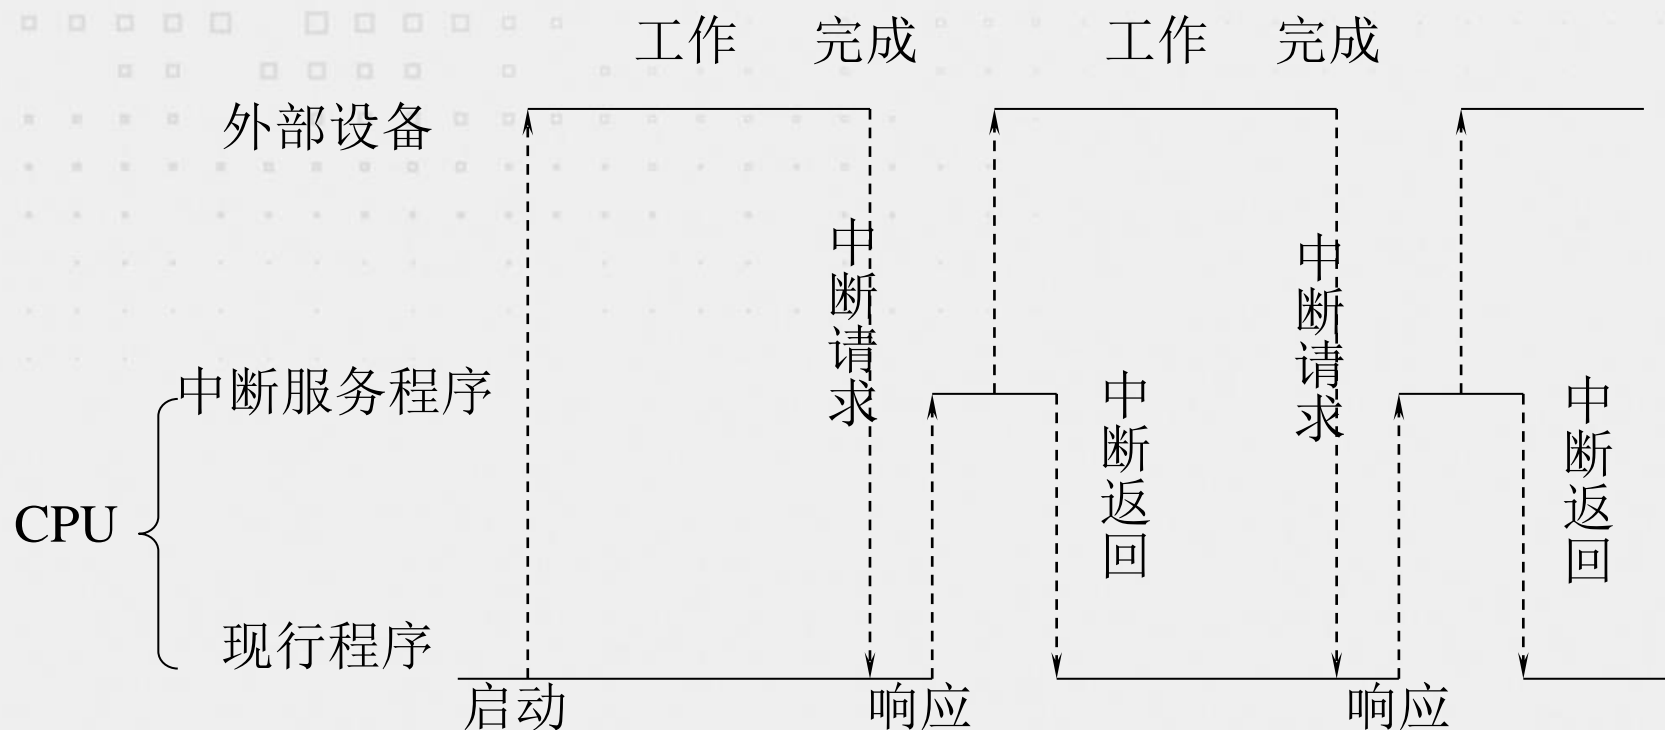 工作 完成 工作 完成
外部设备
中断请求
中断请求
中断服务程序
中断返回
中断返回
CPU
现行程序
启动 响应 响应